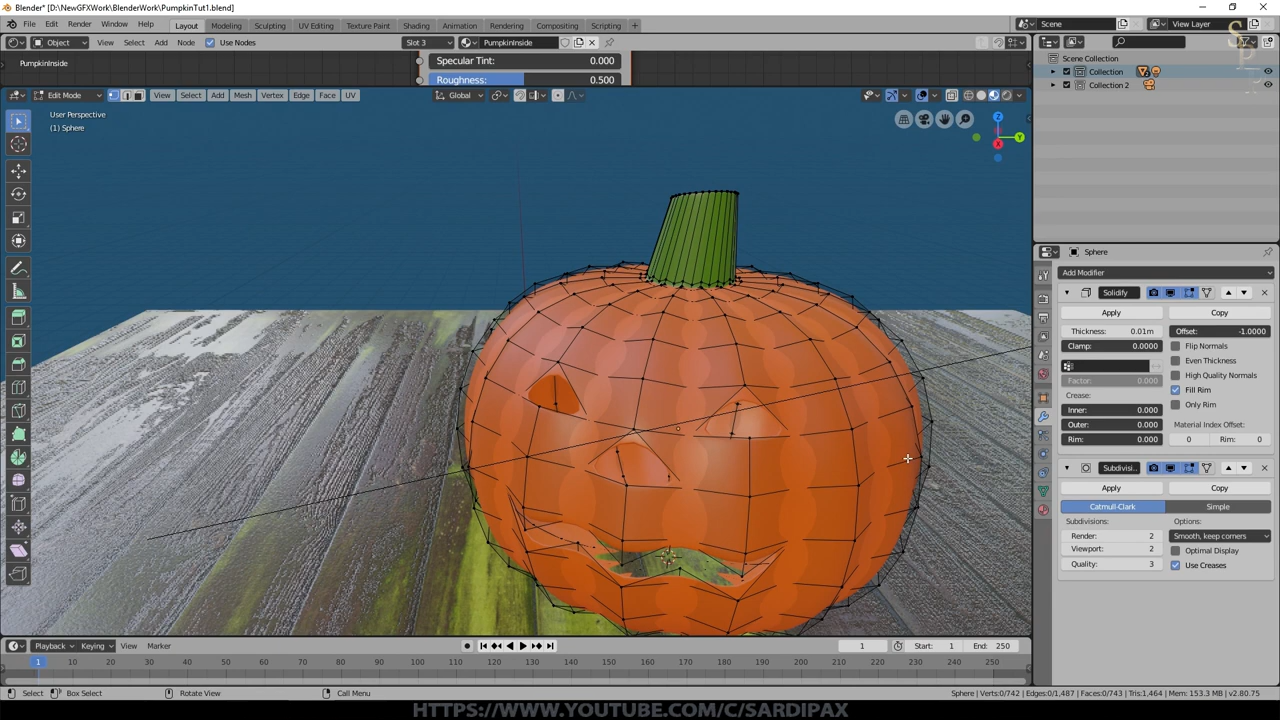 Blender* [D:\NewGFXWork\BlenderWork\PumpkinTut1.blend]
File Edit Render Window Help Layout Modeling Sculpting UV Editing Texture Paint Shading Animation Rendering Compositing Scripting + Scene View Layer
Object View Select Add Node Use Nodes Slot 3 PumpkinInside
PumpkinInside
Specular Tint: 0.000
Roughness: 0.500
Edit Mode View Select Add Mesh Vertex Edge Face UV Global
User Perspective
(1) Sphere
Z
Y
X
Scene Collection
Collection
Collection 2
Sphere
Add Modifier
Solidify
Apply Copy
Thickness: 0.01m Offset: -1.0000
Clamp: 0.0000 Flip Normals
Even Thickness
High Quality Normals
Factor: 0.000
Fill Rim
Crease:
Only Rim
Inner: 0.000
Outer: 0.000 Material Index Offset:
Rim: 0.000 0 Rim: 0
Subdivisi..
Apply Copy
Catmull-Clark Simple
Subdivisions: Options:
Render: 2 Smooth, keep corners
Viewport: 2 Optimal Display
Quality: 3 Use Creases
Playback Keying View Marker 1 Start: 1 End: 250
1 10 20 30 40 50 60 70 80 90 100 110 120 130 140 150 160 170 180 190 200 210 220 230 240 250
Select Box Select Rotate View Call Menu Sphere | Verts:0/742 | Edges:0/1,487 | Faces:0/743 | Tris:1,464 | Mem: 153.3 MB | v2.80.75
HTTPS://WWW.YOUTUBE.COM/C/SARDIPAX